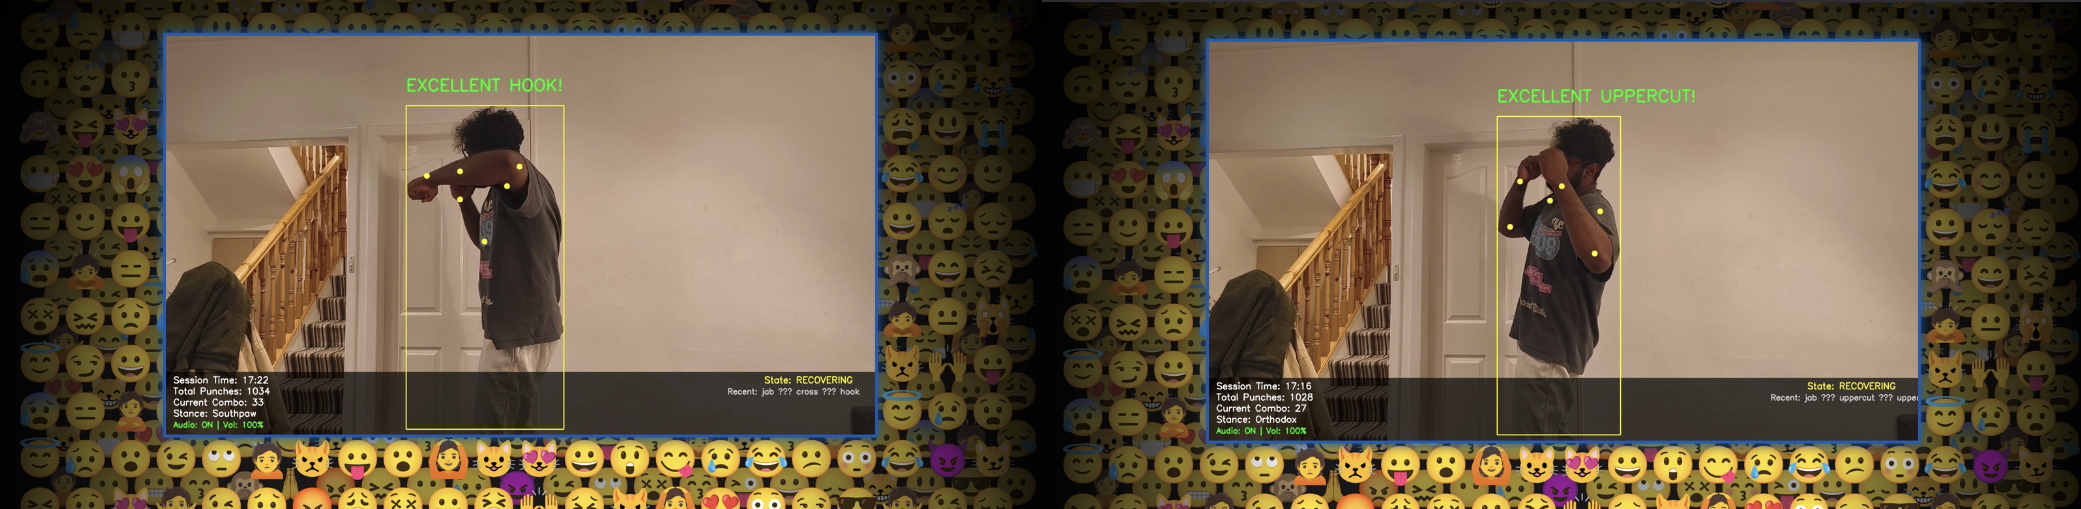 EXCELLENT HOOK!
Session Time: 17:22
Total Punches: 1034
Current Combo: 33
Stance: Southpaw
Audio: ON | Vol: 100%
State: RECOVERING
Recent: jab ??? cross ??? hook
EXCELLENT UPPERCUT!
409
Session Time: 17:16
Total Punches: 1028
Current Combo: 27
Stance: Orthodox
Audio: ON | Vol: 100%
State: RECOVERING
Recent: jab ??? uppercut ??? upper